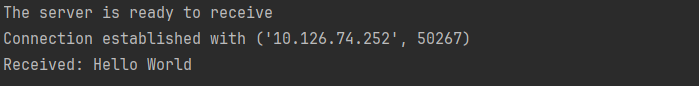 The server is ready to receive
Connection established with ('10.126.74.252', 50267)
Received: Hello World